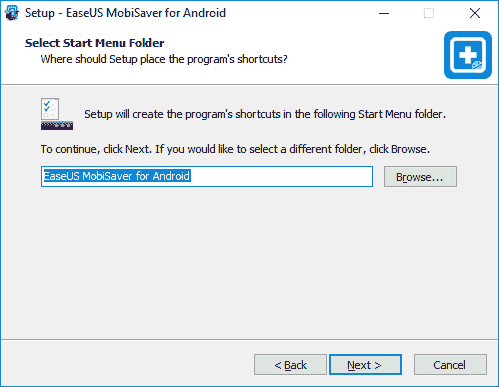 Setup - EaseUS MobiSaver for Android
Select Start Menu Folder
Where should Setup place the program's shortcuts?
Setup will create the program's shortcuts in the following Start Menu folder.
To continue, click Next. If you would like to select a different folder, click Browse.
EaseUS MobiSaver for Android
Browse...
< Back
Next >
Cancel